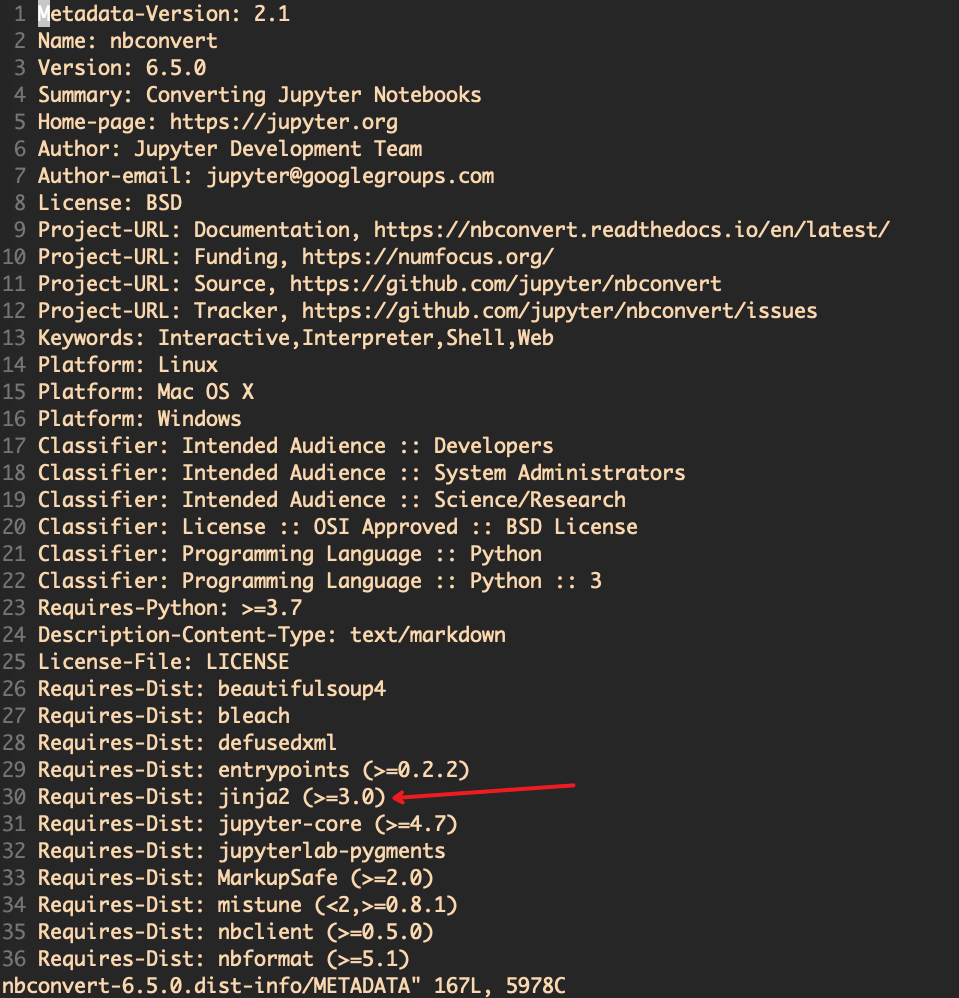 1 Metadata-Version: 2.1
2 Name: nbconvert
3 Version: 6.5.0
4 Summary: Converting Jupyter Notebooks
5 Home-page: https://jupyter.org
6 Author: Jupyter Development Team
7 Author-email: jupyter@googlegroups.com
8 License: BSD
9 Project-URL: Documentation, https://nbconvert.readthedocs.io/en/latest/
10 Project-URL: Funding, https://numfocus.org/
11 Project-URL: Source, https://github.com/jupyter/nbconvert
12 Project-URL: Tracker, https://github.com/jupyter/nbconvert/issues
13 Keywords: Interactive,Interpreter,Shell,Web
14 Platform: Linux
15 Platform: Mac OS X
16 Platform: Windows
17 Classifier: Intended Audience :: Developers
18 Classifier: Intended Audience :: System Administrators
19 Classifier: Intended Audience :: Science/Research
20 Classifier: License :: OSI Approved :: BSD License
21 Classifier: Programming Language :: Python
22 Classifier: Programming Language :: Python :: 3
23 Requires-Python: >=3.7
24 Description-Content-Type: text/markdown
25 License-File: LICENSE
26 Requires-Dist: beautifulsoup4
27 Requires-Dist: bleach
28 Requires-Dist: defusedxml
29 Requires-Dist: entrypoints (>=0.2.2)
30 Requires-Dist: jinja2 (>=3.0)
31 Requires-Dist: jupyter-core (>=4.7)
32 Requires-Dist: jupyterlab-pygments
33 Requires-Dist: MarkupSafe (>=2.0)
34 Requires-Dist: mistune (<2,>=0.8.1)
35 Requires-Dist: nbclient (>=0.5.0)
36 Requires-Dist: nbformat (>=5.1)
nbconvert-6.5.0.dist-info/METADATA" 167L, 5978C